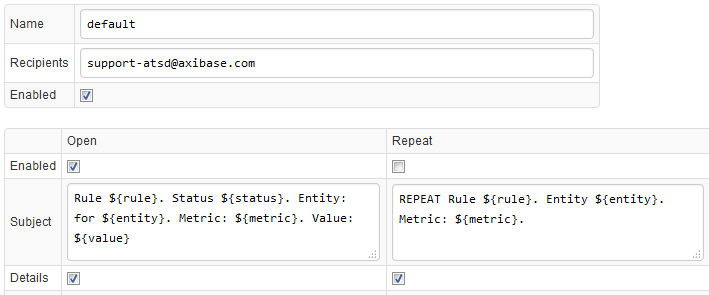 Name default
Recipients support-atsd@axibase.com
Enabled
Open Repeat
Enabled
Subject
Rule ${rule}. Status ${status}. Entity:
for ${entity}. Metric: ${metric}. Value:
${value}
REPEAT Rule ${rule}. Entity ${entity}.
Metric: ${metric}.
Details